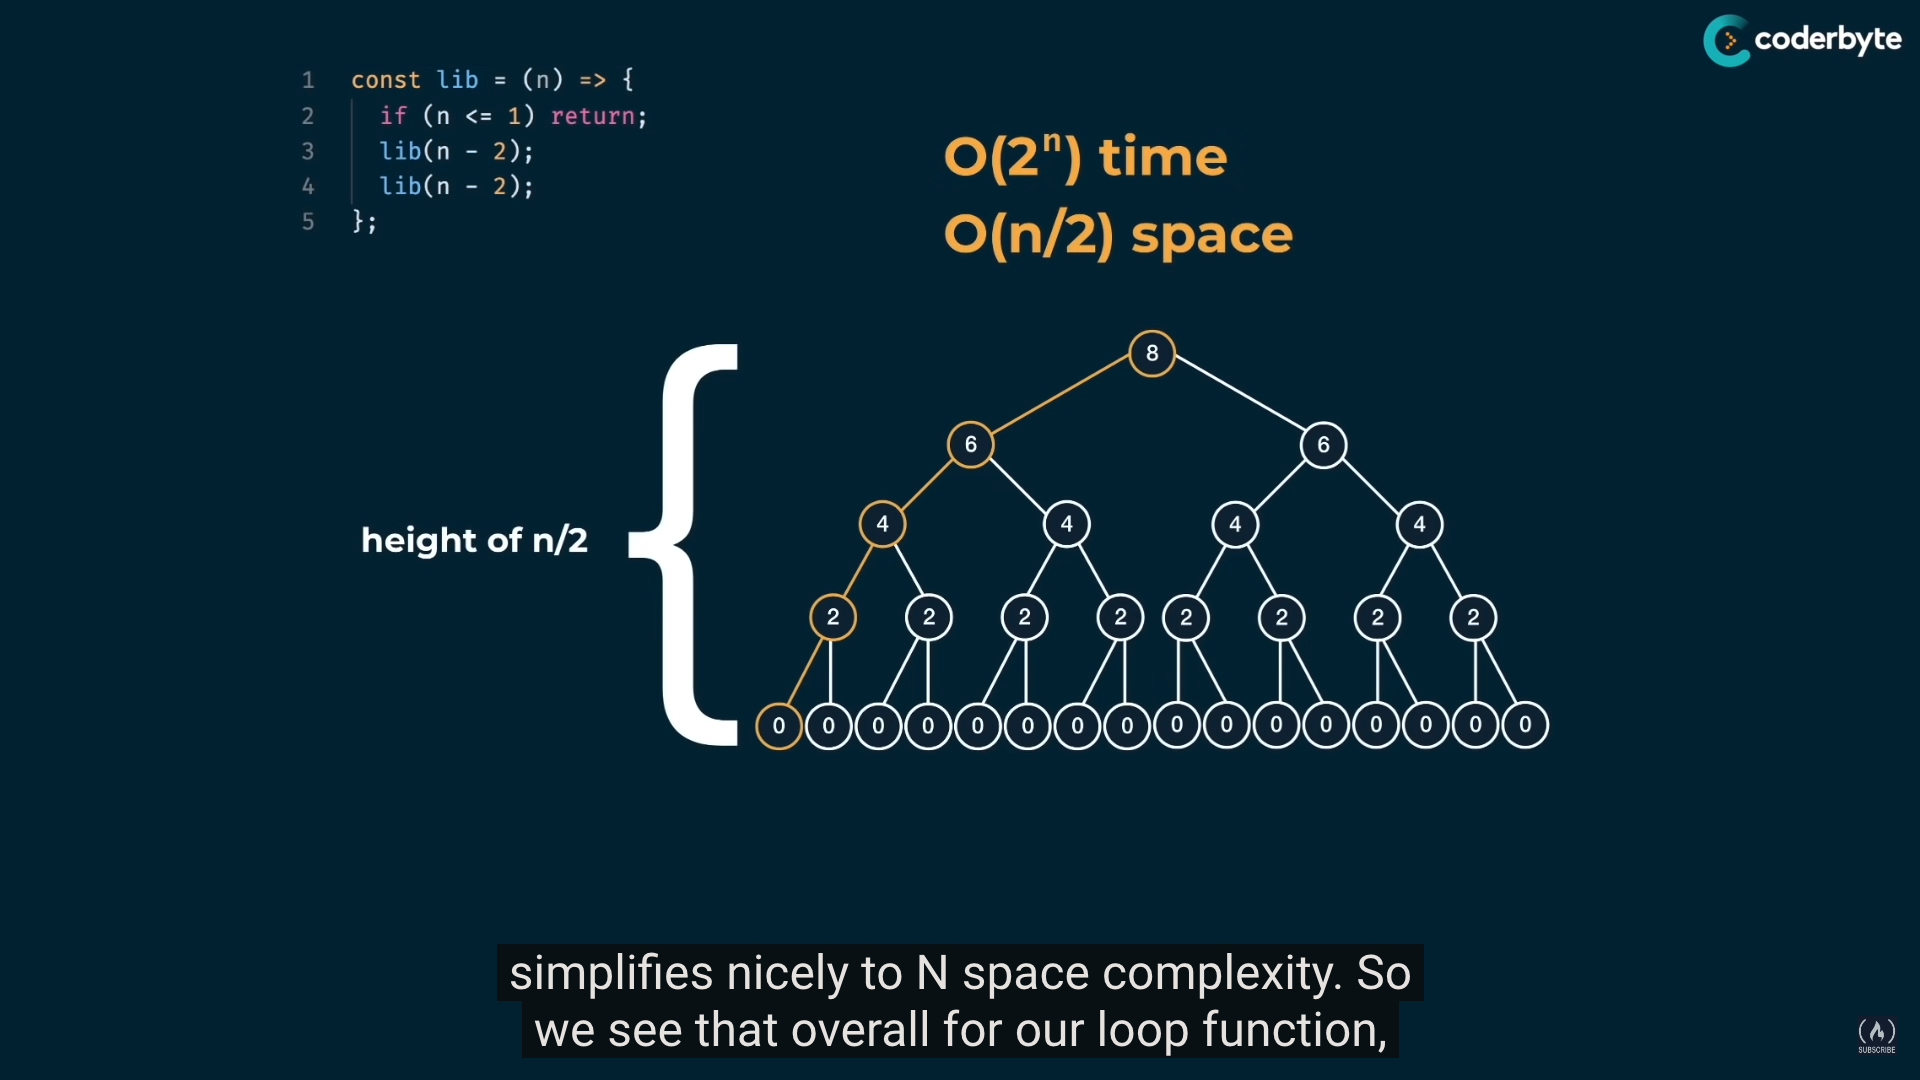 coderbyte
1 const lib = (n) => {
2 if (n <= 1) return;
3 lib(n - 2);
4 lib(n - 2);
5 };
O(2ⁿ) time
O(n/2) space
height of n/2
8
6 6
4 4 4 4
2 2 2 2 2 2 2 2
0 0 0 0 0 0 0 0 0 0 0 0 0 0 0 0
simplifies nicely to N space complexity. So
we see that overall for our loop function,
SUBSCRIBE